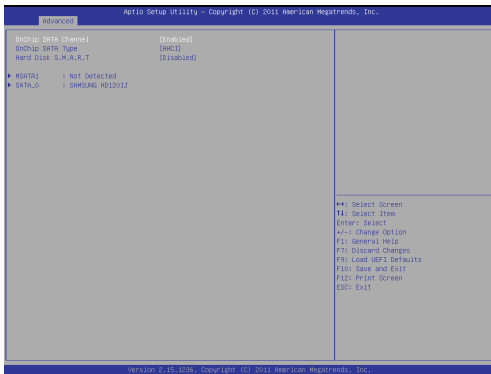 Aptio Setup Utility – Copyright (C) 2011 American Megatrends, Inc.
Advanced
OnChip SATA Channel [Enabled]
OnChip SATA Type [AHCI]
Hard Disk S.M.A.R.T [Disabled]
MSATA1 : Not Detected
SATA_0 : SAMSUNG HD120IJ
↔: Select Screen
↑↓: Select Item
Enter: Select
+/-: Change Option
F1: General Help
F7: Discard Changes
F9: Load UEFI Defaults
F10: Save and Exit
F12: Print Screen
ESC: Exit
Version 2.15.1236. Copyright (C) 2011 American Megatrends, Inc.